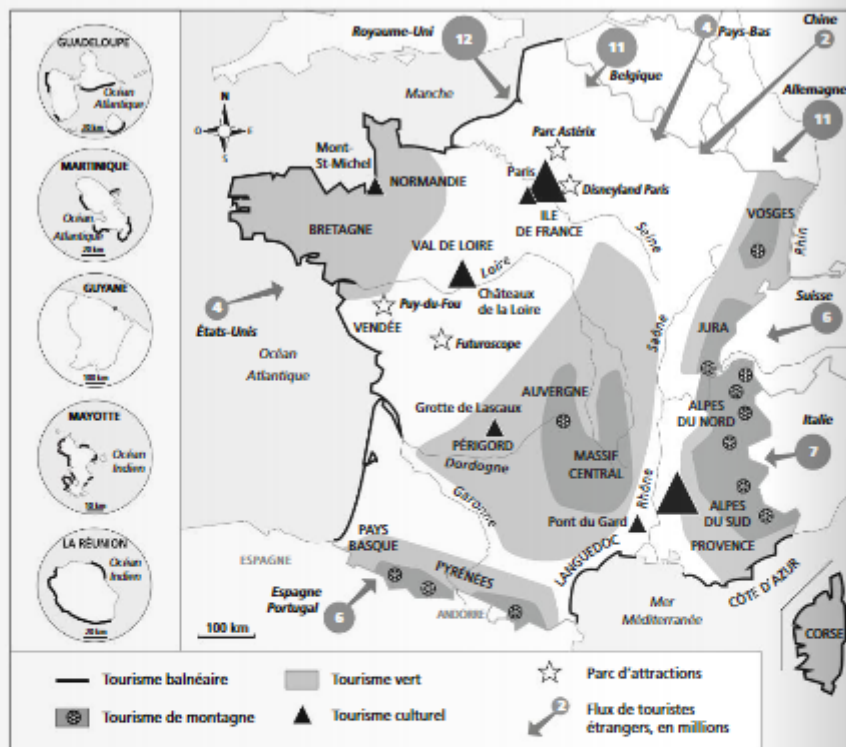 GUADELOUPE
Océan
Atlantique
20 km
MARTINIQUE
Océan
Atlantique
20 km
GUYANE
100 km
MAYOTTE
Océan
Indien
10 km
LA RÉUNION
Océan
Indien
20 km
Royaume-Uni
12
11
Belgique
4
Pays-Bas
Chine
2
Allemagne
11
Manche
N
O
E
S
Mont-
St-Michel
NORMANDIE
BRETAGNE
Parc Astérix
Paris
Disneyland Paris
ILE
DE FRANCE
Seine
VOSGES
Rhin
VAL DE LOIRE
Loire
Châteaux
de la Loire
4
États-Unis
Puy-du-Fou
VENDÉE
Futuroscope
Océan
Atlantique
Saône
JURA
Suisse
6
AUVERGNE
Grotte de Lascaux
PÉRIGORD
Dordogne
MASSIF
CENTRAL
ALPES
DU NORD
Italie
7
Garonne
Rhône
ALPES
DU SUD
Pont du Gard
PROVENCE
LANGUEDOC
CÔTE D'AZUR
PAYS
BASQUE
ESPAGNE
PYRÉNÉES
Espagne
Portugal
6
ANDORRE
Mer
Méditerranée
CORSE
100 km
Tourisme balnéaire
Tourisme vert
Parc d'attractions
Tourisme de montagne
Tourisme culturel
2
Flux de touristes
étrangers, en millions